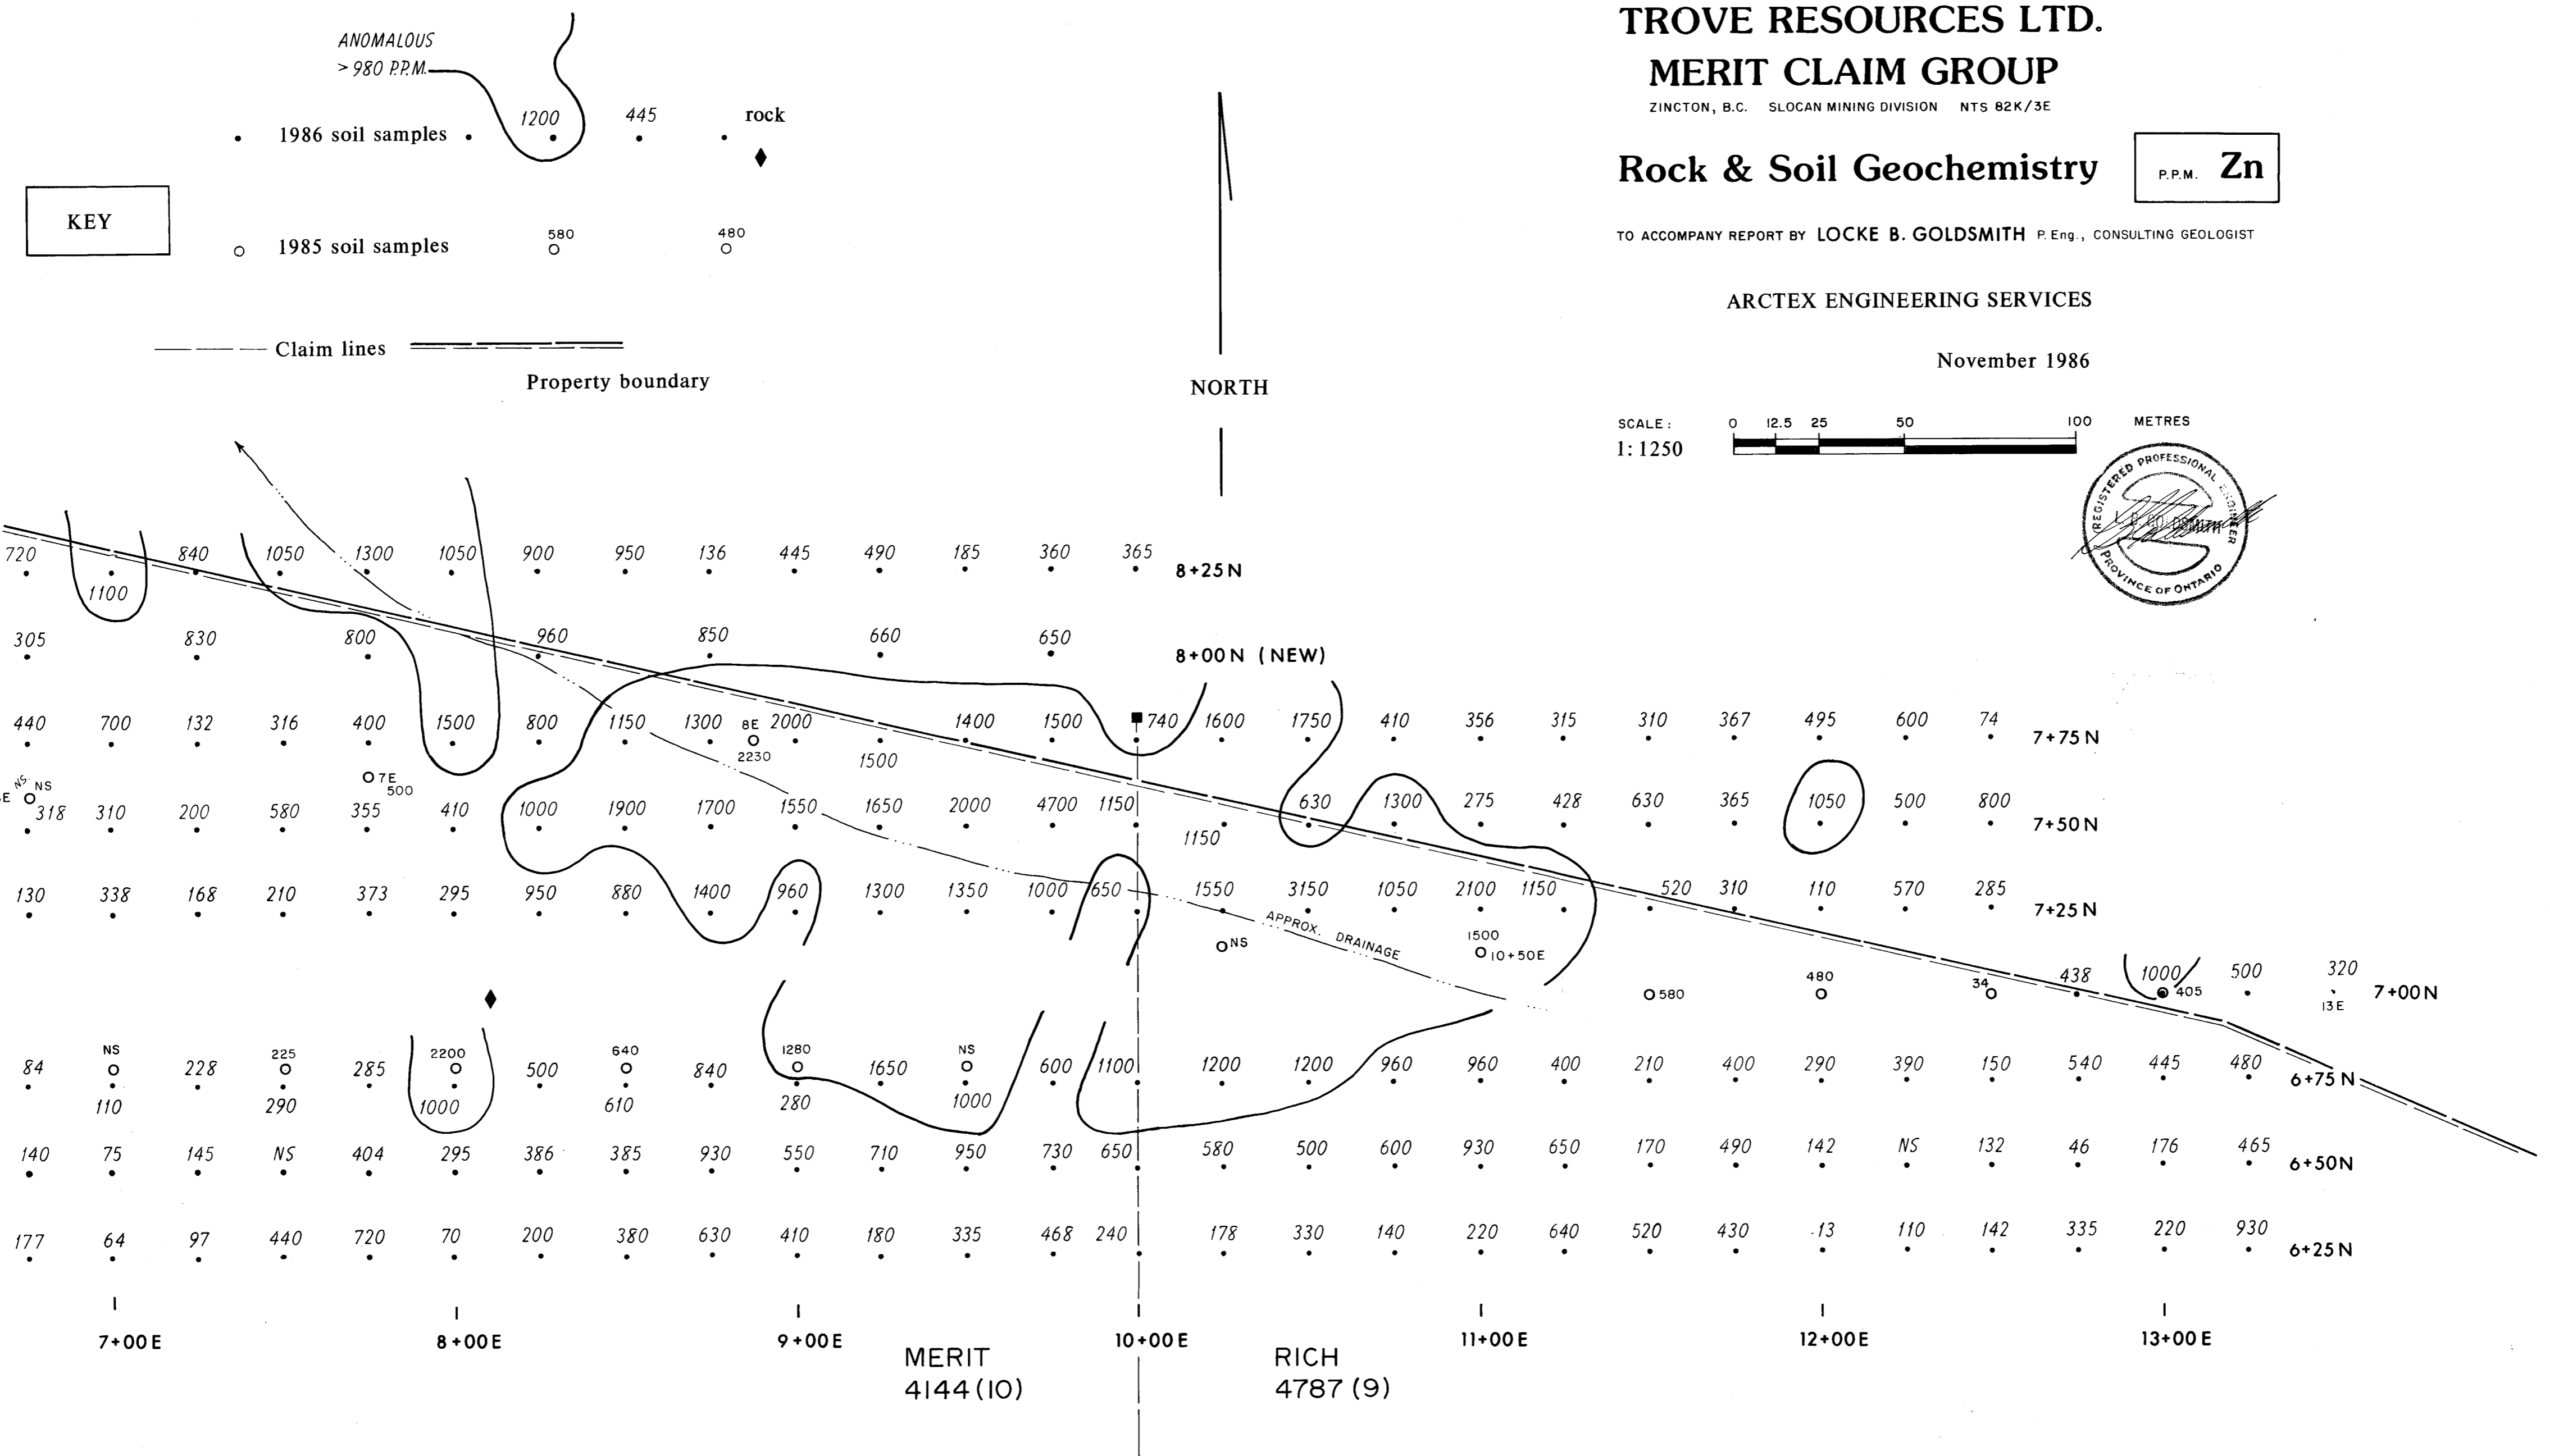 TROVE RESOURCES LTD.
MERIT CLAIM GROUP
ZINCTON, B.C. SLOCAN MINING DIVISION NTS 82K/3E
Rock & Soil Geochemistry
P.P.M. Zn
TO ACCOMPANY REPORT BY LOCKE B. GOLDSMITH P. Eng., CONSULTING GEOLOGIST
ARCTEX ENGINEERING SERVICES
November 1986
SCALE: 0 12.5 25 50 100 METRES
1:1250
REGISTERED PROFESSIONAL ENGINEER
L. B. GOLDSMITH
PROVINCE OF ONTARIO
ANOMALOUS
> 980 P.P.M.
1986 soil samples 1200 445 rock
KEY
1985 soil samples 580 480
Claim lines
Property boundary
NORTH
720 840 1050 1300 1050 900 950 136 445 490 185 360 365 8+25N
1100
305 830 800 960 850 660 650 8+00N (NEW)
440 700 132 316 400 1500 800 1150 1300 8E 2000 1400 1500 740 1600 1750 410 356 315 310 367 495 600 74 7+75N
2230 1500
7E
500
NS NS
E
318 310 200 580 355 410 1000 1900 1700 1550 1650 2000 4700 1150 630 1300 275 428 630 365 1050 500 800 7+50N
1150
130 338 168 210 373 295 950 880 1400 960 1300 1350 1000 650 1550 3150 1050 2100 1150 520 310 110 570 285 7+25N
APPROX. DRAINAGE
NS 1500
10+50E
580 480 34 438 1000 405 500 320 7+00N
13E
NS 225 2200 640 1280 NS
84 228 285 500 840 1650 600 1100 1200 1200 960 960 400 210 400 290 390 150 540 445 480 6+75N
110 290 1000 610 280 1000
140 75 145 NS 404 295 386 385 930 550 710 950 730 650 580 500 600 930 650 170 490 142 NS 132 46 176 465 6+50N
177 64 97 440 720 70 200 380 630 410 180 335 468 240 178 330 140 220 640 520 430 13 110 142 335 220 930 6+25N
7+00E 8+00E 9+00E 10+00E 11+00E 12+00E 13+00E
MERIT
4144(10)
RICH
4787(9)